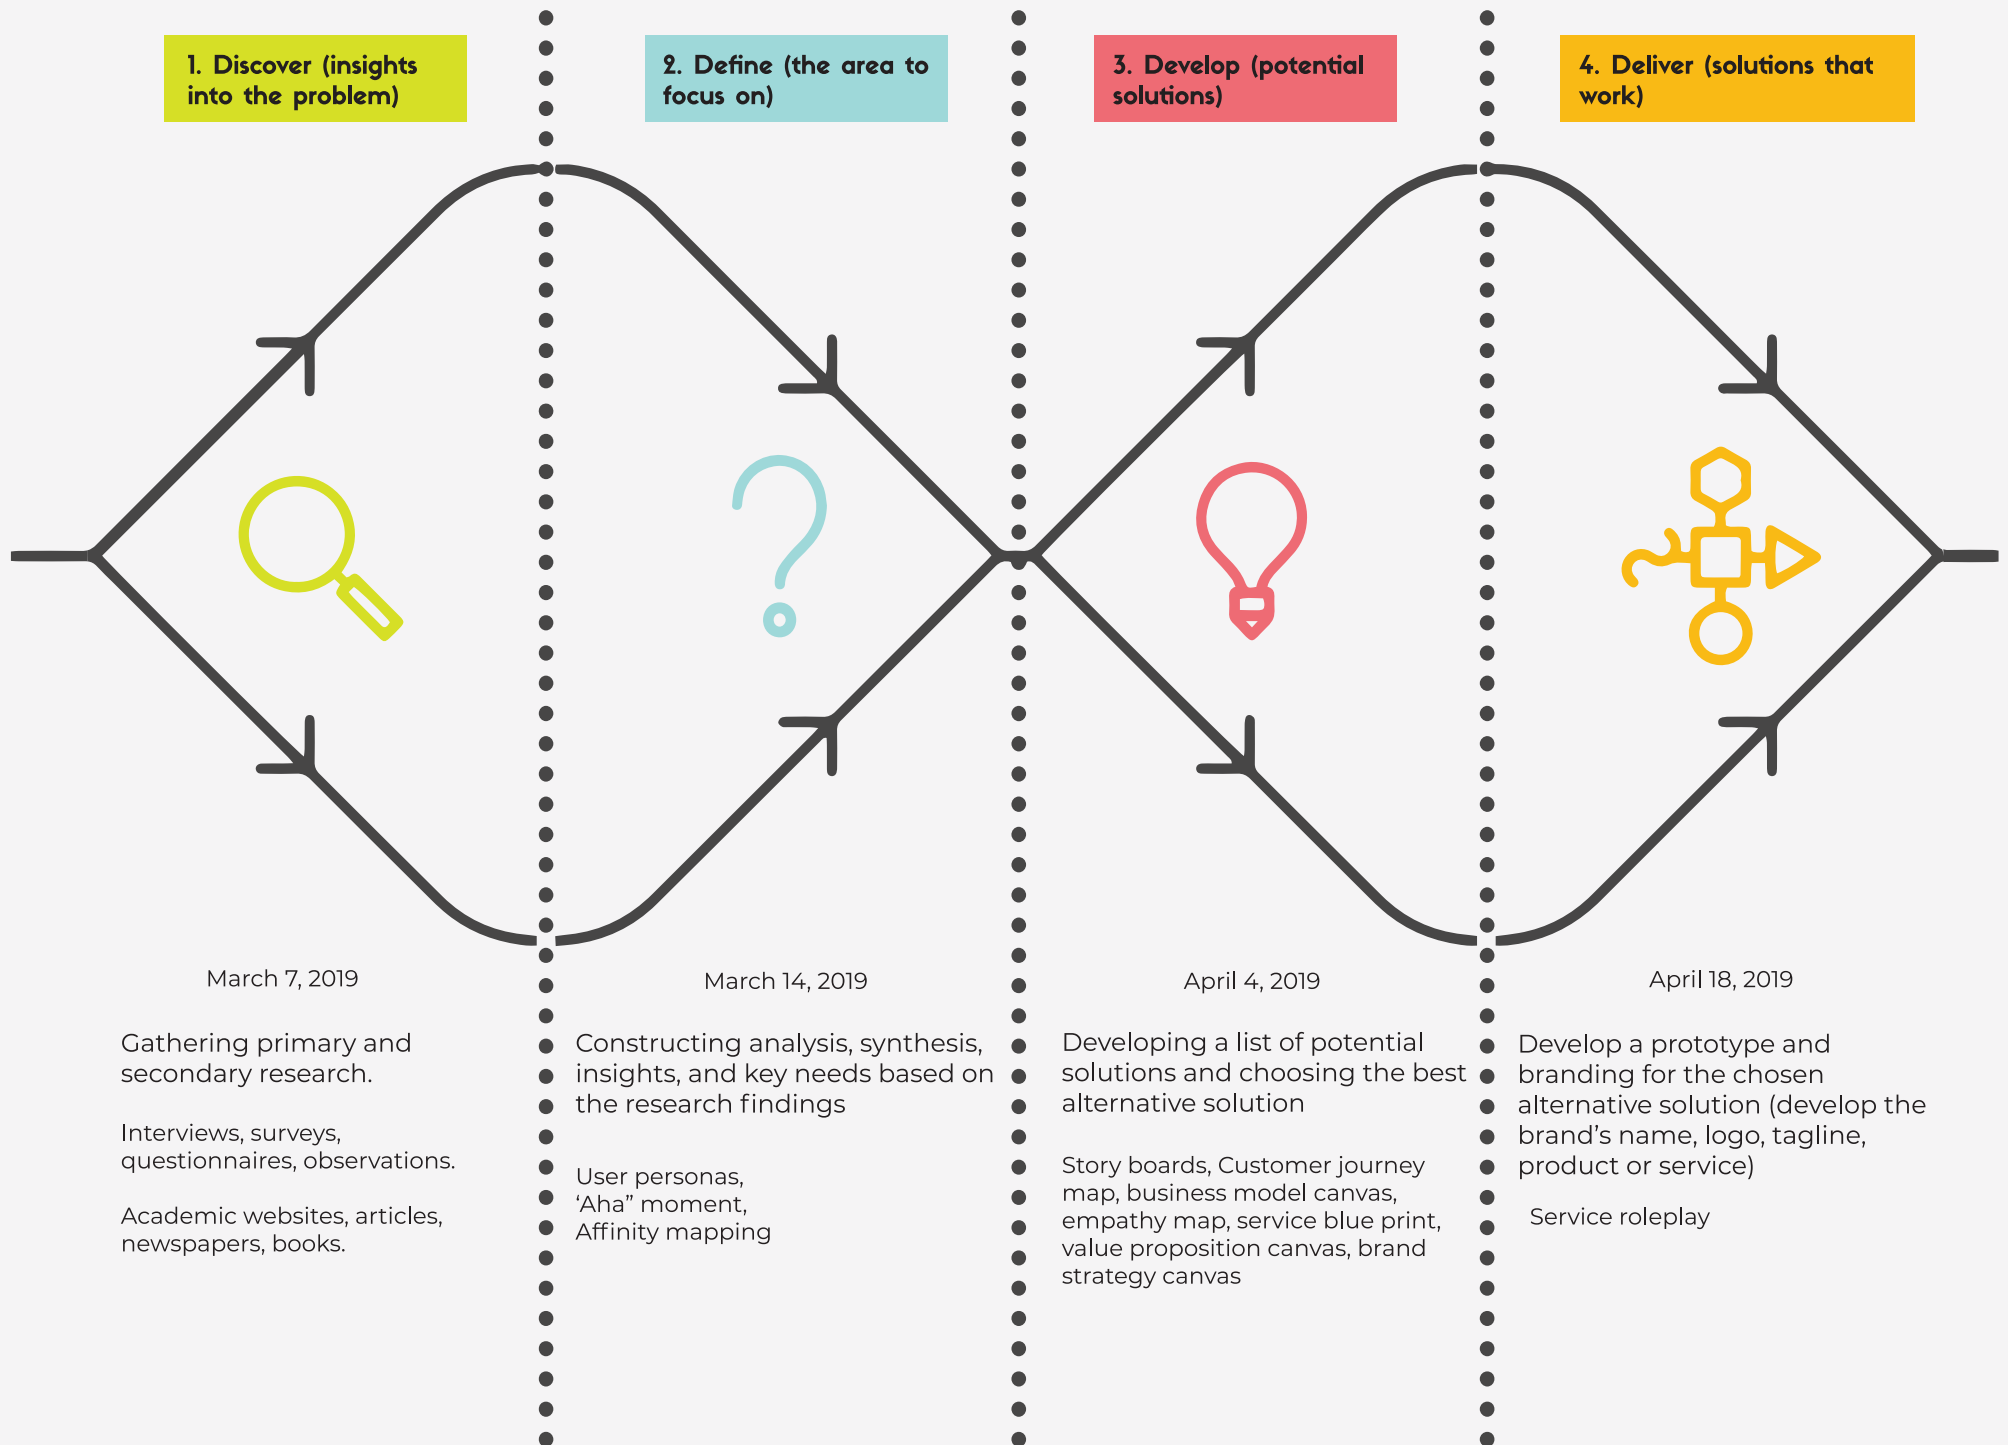 1. Discover (insights
into the problem)
2. Define (the area to
focus on)
3. Develop (potential
solutions)
4. Deliver (solutions that
work)
March 7, 2019
Gathering primary and
secondary research.
Interviews, surveys,
questionnaires, observations.
Academic websites, articles,
newspapers, books.
March 14, 2019
Constructing analysis, synthesis,
insights, and key needs based on
the research findings
User personas,
‘Aha” moment,
Affinity mapping
April 4, 2019
Developing a list of potential
solutions and choosing the best
alternative solution
Story boards, Customer journey
map, business model canvas,
empathy map, service blue print,
value proposition canvas, brand
strategy canvas
April 18, 2019
Develop a prototype and
branding for the chosen
alternative solution (develop the
brand’s name, logo, tagline,
product or service)
Service roleplay